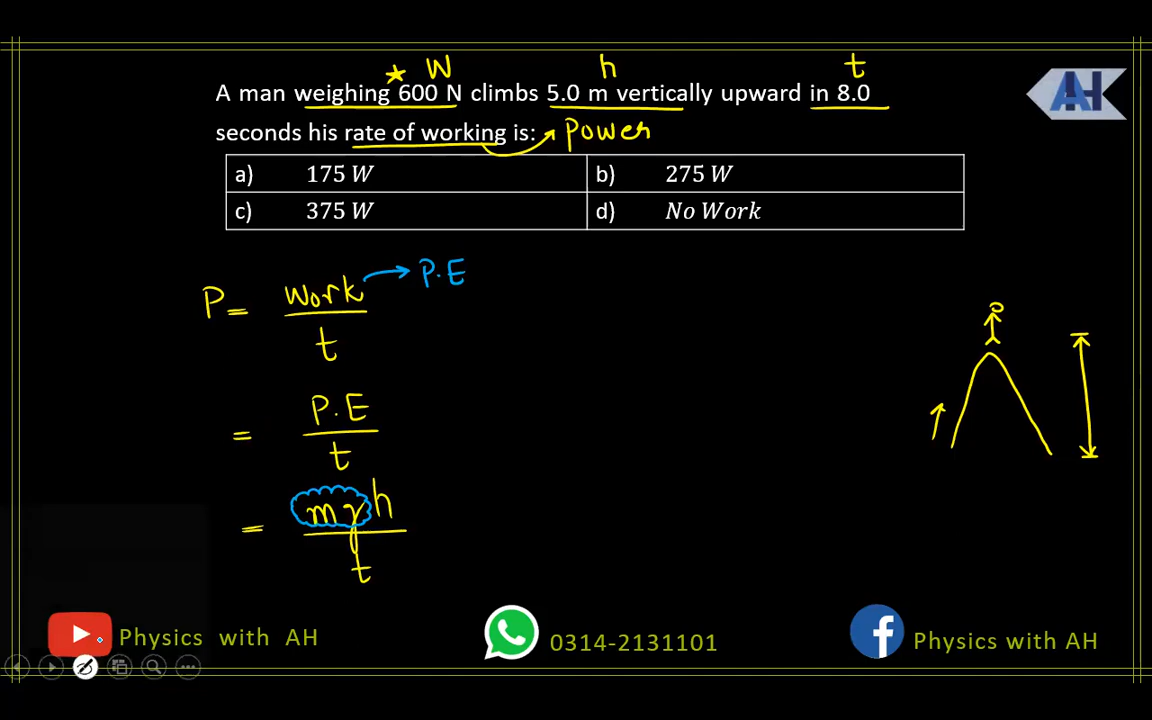 * W h t
A man weighing 600 N climbs 5.0 m vertically upward in 8.0
seconds his rate of working is: → Power
a) 175 W b) 275 W
c) 375 W d) No Work
P = Work / t → P.E
= P.E / t
= mgh / t
AH
Physics with AH 0314-2131101 Physics with AH